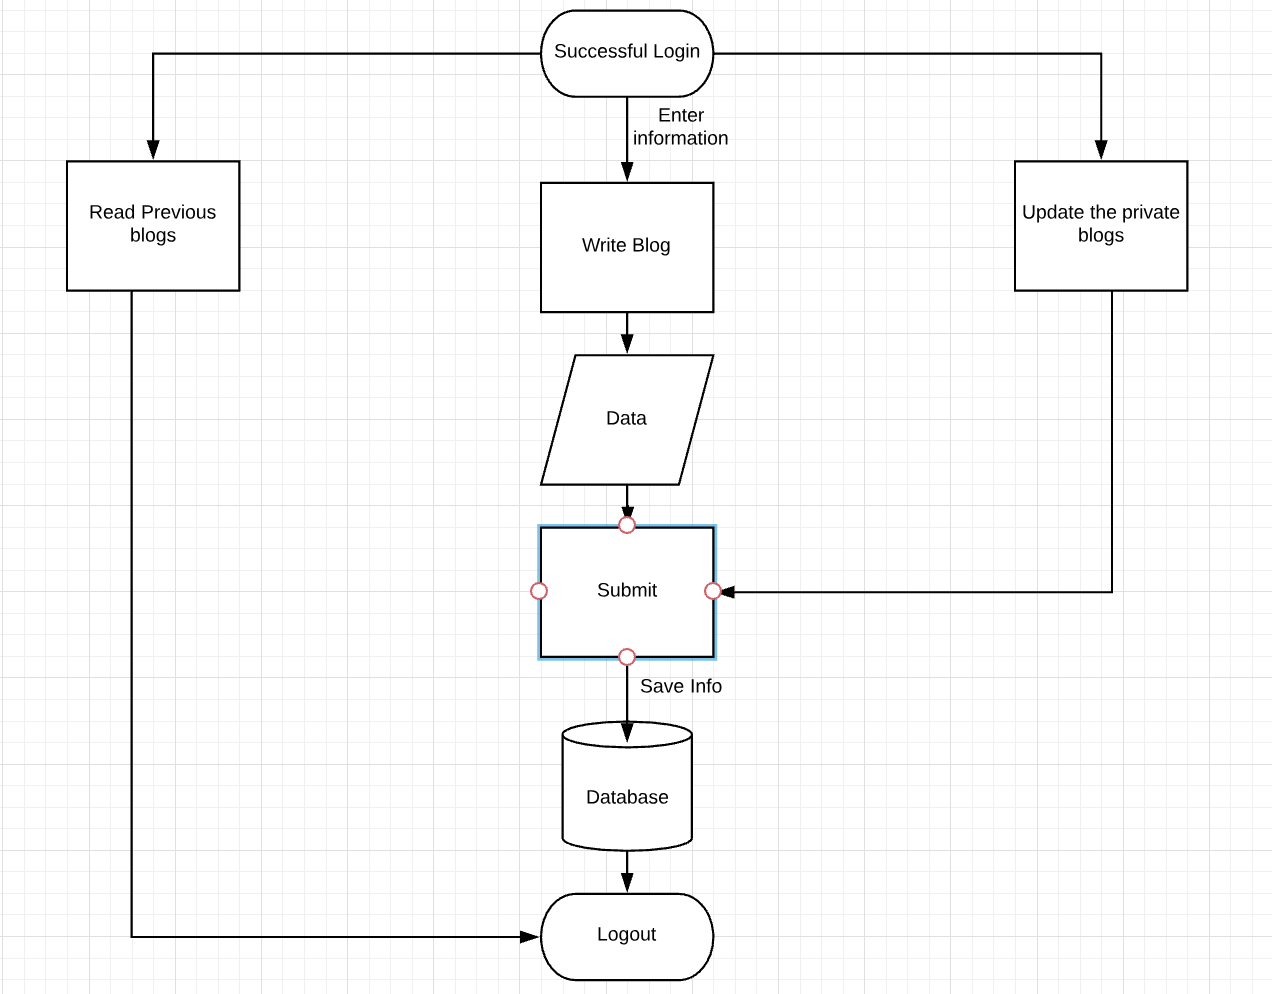 Successful Login
Enter
information
Read Previous
blogs
Write Blog
Update the private
blogs
Data
Submit
Save Info
Database
Logout